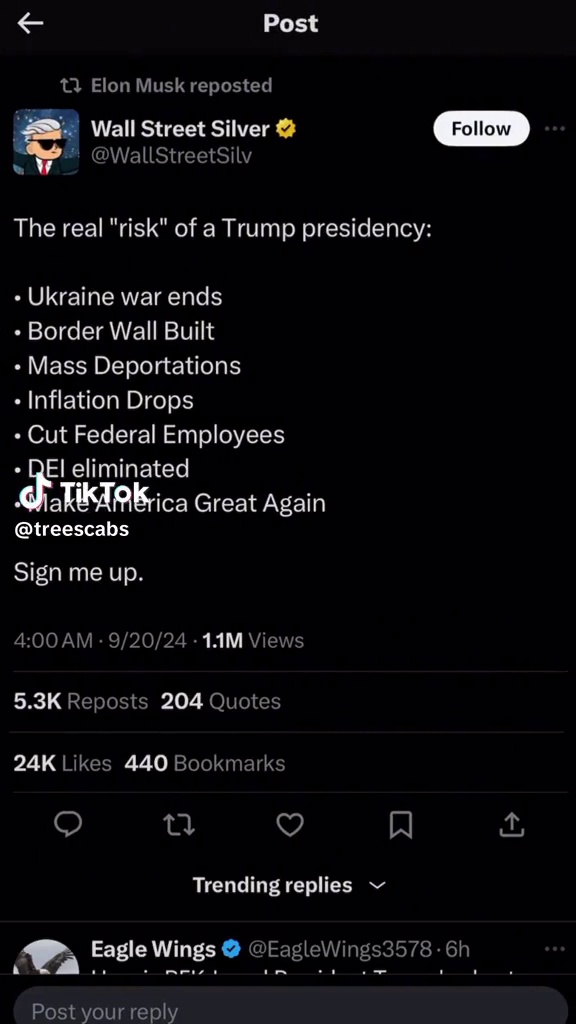 Post
Elon Musk reposted
Wall Street Silver
Follow
@WallStreetSilv
The real "risk" of a Trump presidency:
• Ukraine war ends
• Border Wall Built
• Mass Deportations
• Inflation Drops
• Cut Federal Employees
• DEI eliminated
TikTok
• Make America Great Again
@treescabs
Sign me up.
4:00 AM · 9/20/24 · 1.1M Views
5.3K Reposts 204 Quotes
24K Likes 440 Bookmarks
Trending replies
Eagle Wings @EagleWings3578 · 6h
Post your reply